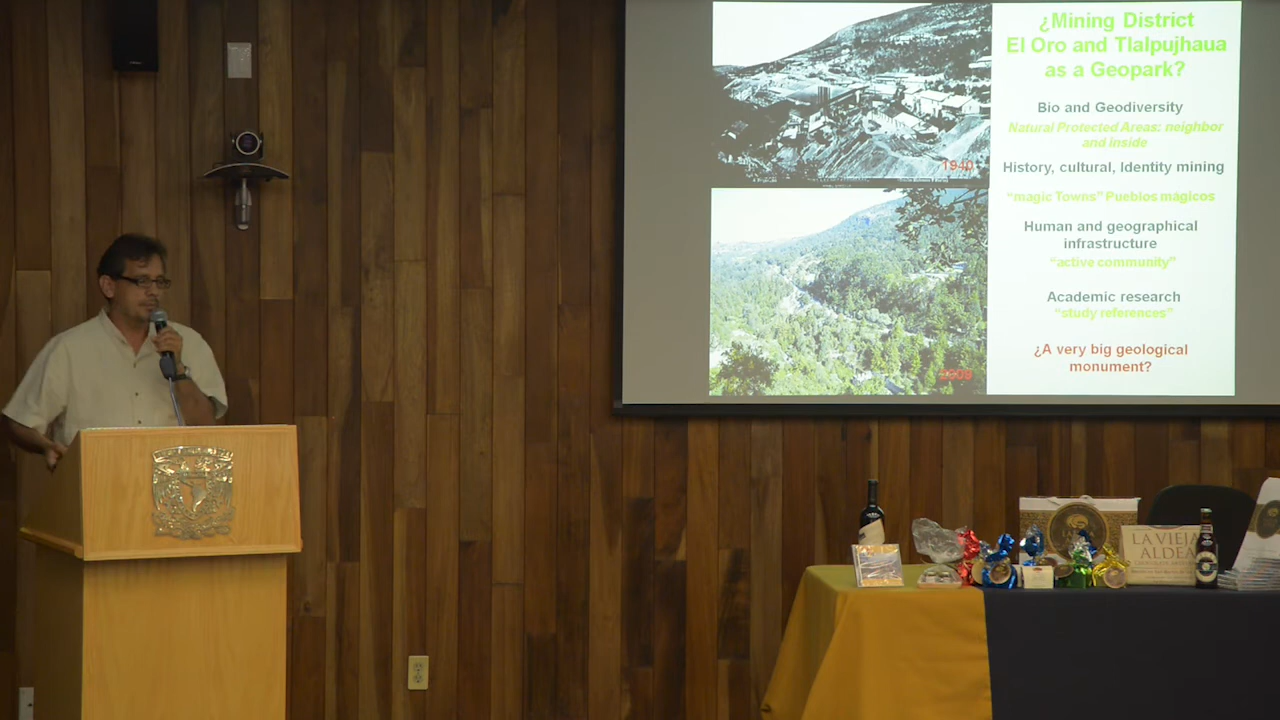 ¿Mining District
El Oro and Tlalpujhaua
as a Geopark?
Bio and Geodiversity
Natural Protected Areas: neighbor
and inside
History, cultural, Identity mining
"magic Towns" Pueblos mágicos
Human and geographical
infrastructure
"active community"
Academic research
"study references"
¿A very big geological
monument?
1940
2009
LA VIEJA
ALDEA